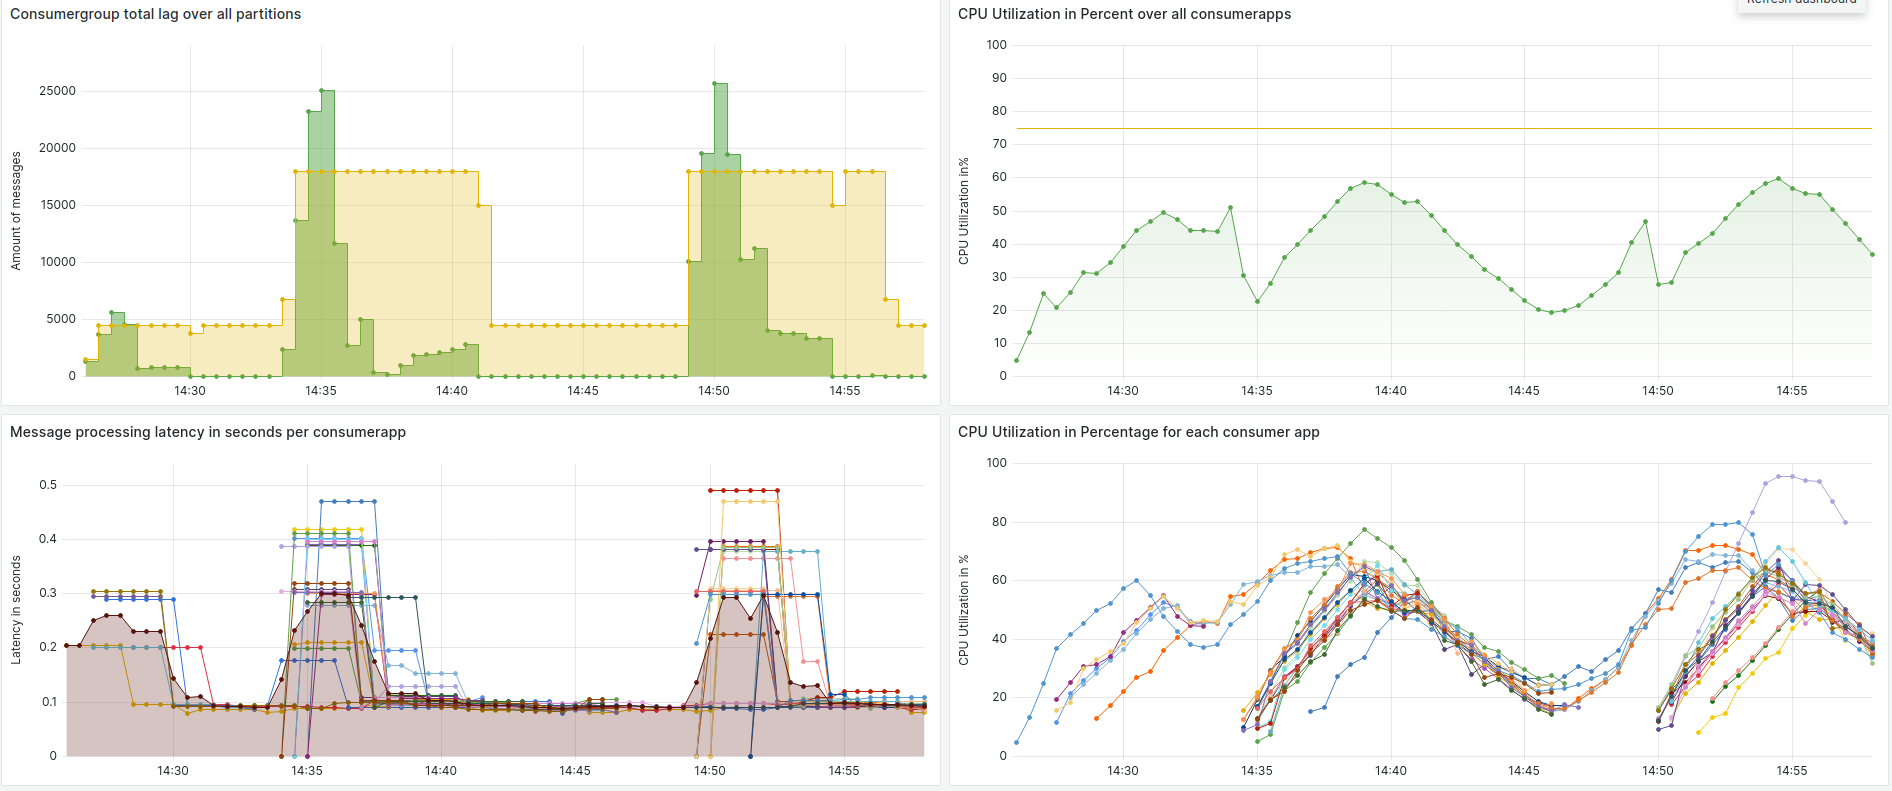 Consumergroup total lag over all partitions
Amount of messages
25000
20000
15000
10000
5000
0
14:30 14:35 14:40 14:45 14:50 14:55
CPU Utilization in Percent over all consumerapps
Refresh dashboard
CPU Utilization in%
100
90
80
70
60
50
40
30
20
10
0
14:30 14:35 14:40 14:45 14:50 14:55
Message processing latency in seconds per consumerapp
Latency in seconds
0.5
0.4
0.3
0.2
0.1
0
14:30 14:35 14:40 14:45 14:50 14:55
CPU Utilization in Percentage for each consumer app
CPU Utilization in %
100
80
60
40
20
0
14:30 14:35 14:40 14:45 14:50 14:55